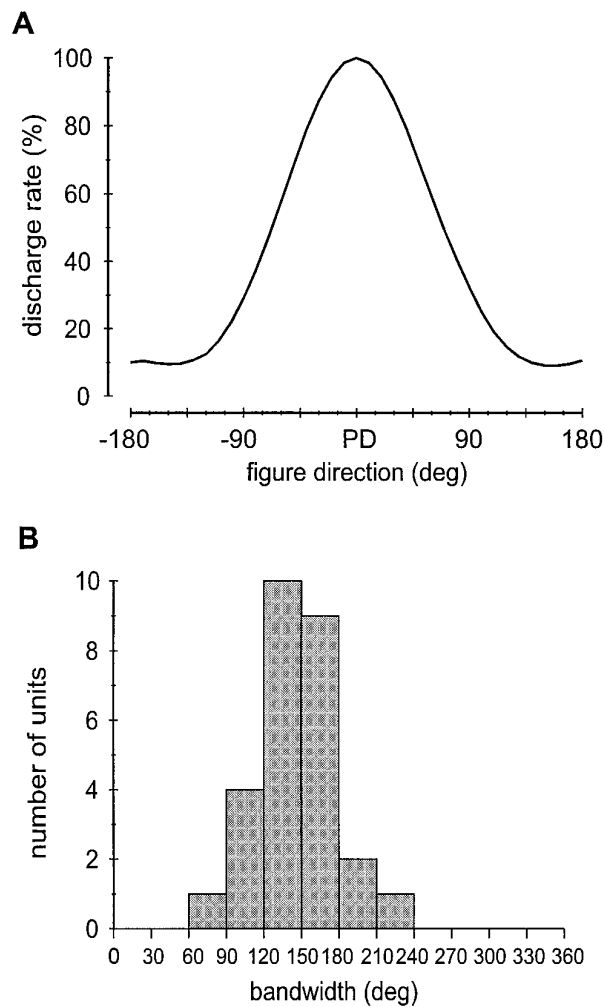 A
100
80
60
40
20
0
discharge rate (%)
-180 -90 PD 90 180
figure direction (deg)
B
10
8
6
4
2
0
number of units
0 30 60 90 120 150 180 210 240 270 300 330 360
bandwidth (deg)